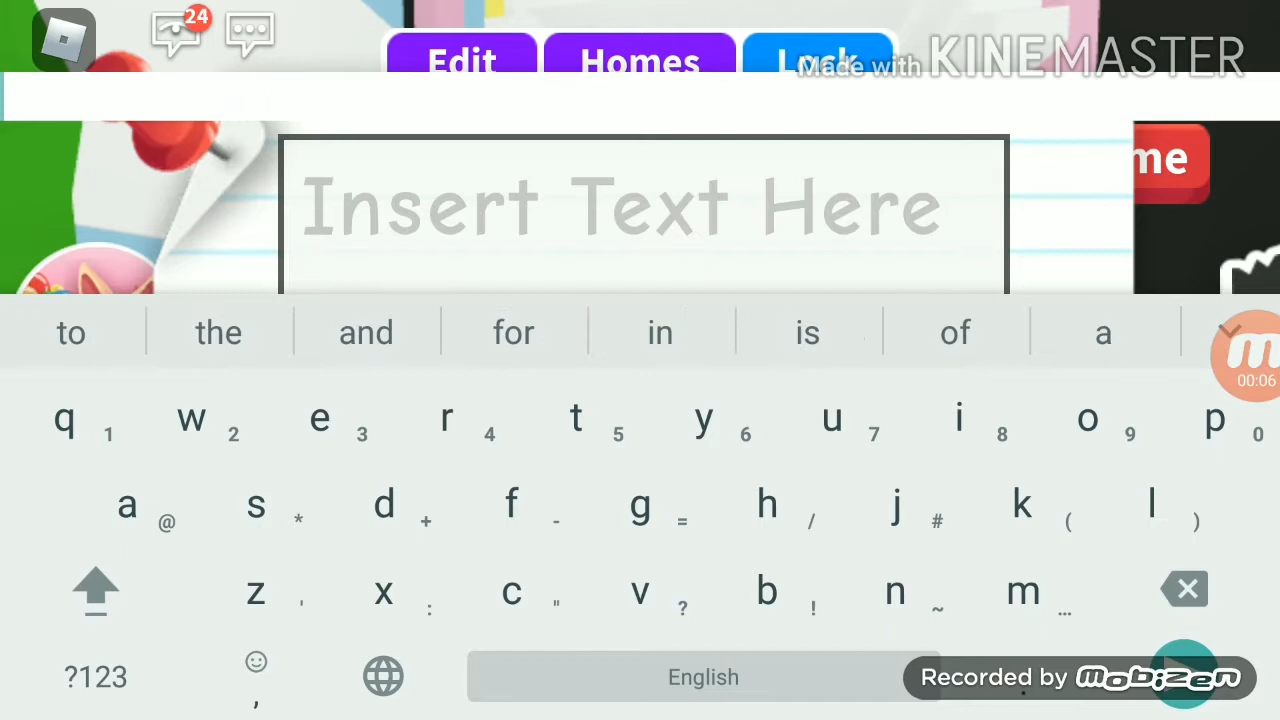 24
Edit Homes Lock
Made with KINEMASTER
me
Insert Text Here
to the and for in is of a
00:06
q 1 w 2 e 3 r 4 t 5 y 6 u 7 i 8 o 9 p 0
a @ s * d + f - g = h / j # k ( l )
z ' x : c " v ? b ! n ~ m …
?123 , English .
Recorded by mobizen